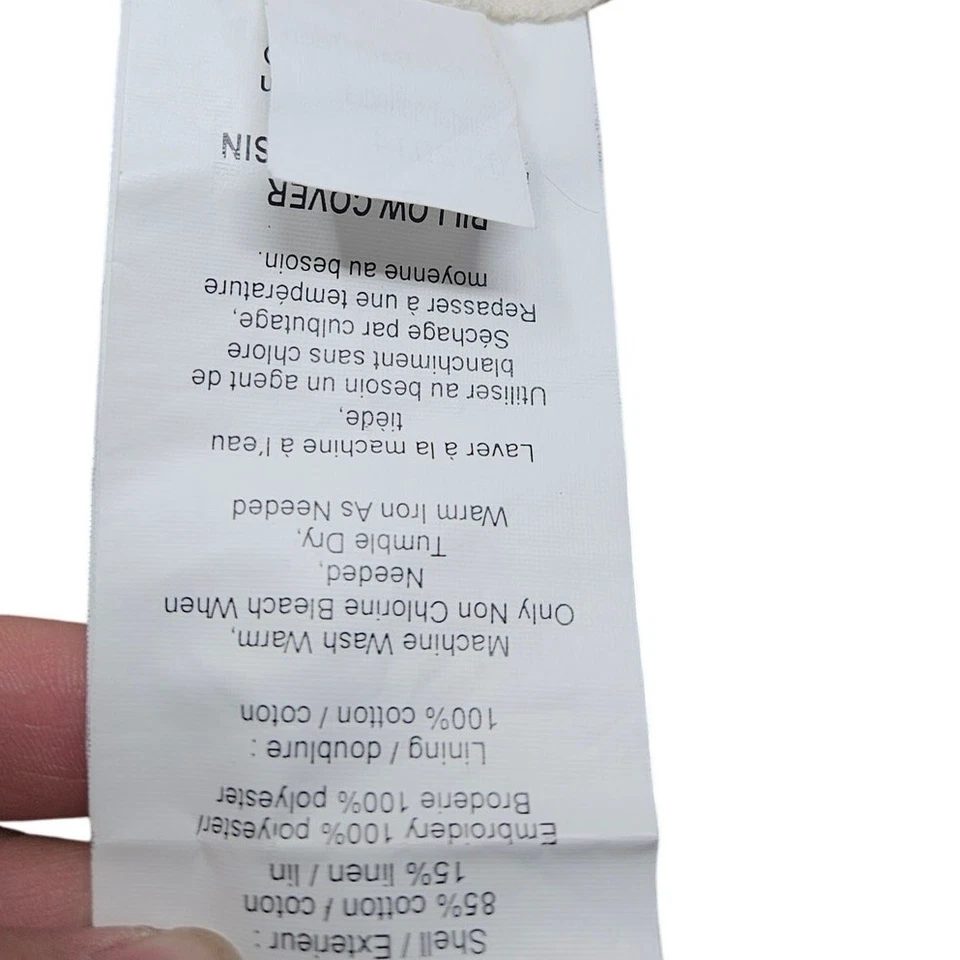 Shell / Extérieur :
85% cotton / coton
15% linen / lin
Embroidery 100% polyester/
Broderie 100% polyester
Lining / doublure :
100% cotton / coton
Machine Wash Warm,
Only Non Chlorine Bleach When
Needed,
Tumble Dry,
Warm Iron As Needed
Laver à la machine à l'eau
tiède,
Utiliser au besoin un agent de
blanchiment sans chlore
Séchage par culbutage,
Repasser à une température
moyenne au besoin.
PILLOW COVER